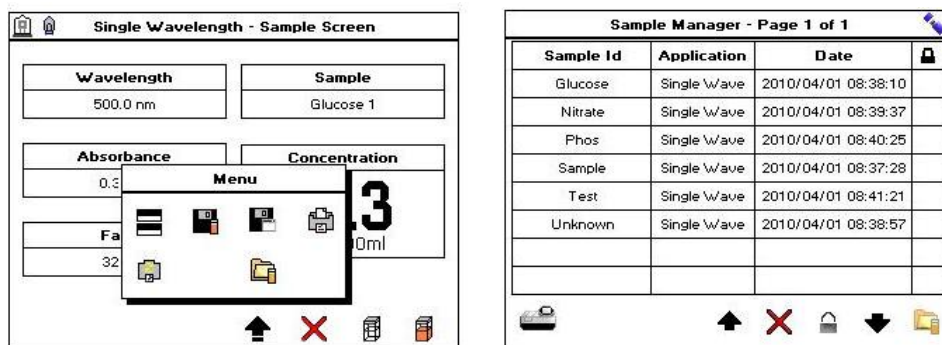 Single Wavelength - Sample Screen
Wavelength
500.0 nm
Sample
Glucose 1
Absorbance
0.3
Concentration
.3
0ml
Fa
32
Menu
Sample Manager - Page 1 of 1
Sample Id Application Date
Glucose Single Wave 2010/04/01 08:38:10
Nitrate Single Wave 2010/04/01 08:39:37
Phos Single Wave 2010/04/01 08:40:25
Sample Single Wave 2010/04/01 08:37:28
Test Single Wave 2010/04/01 08:41:21
Unknown Single Wave 2010/04/01 08:38:57